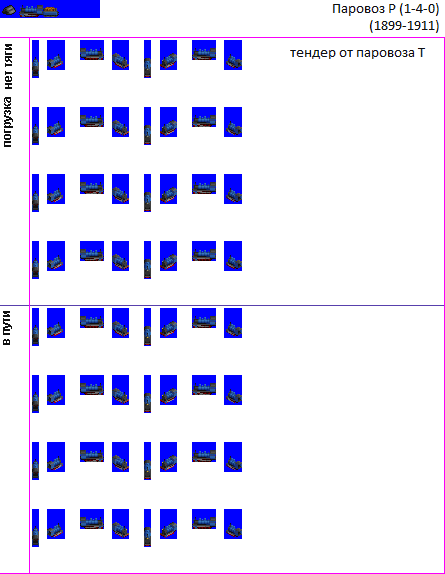 Паровоз Р (1-4-0)
(1899-1911)
тендер от паровоза Т
погрузка нет тяги
в пути